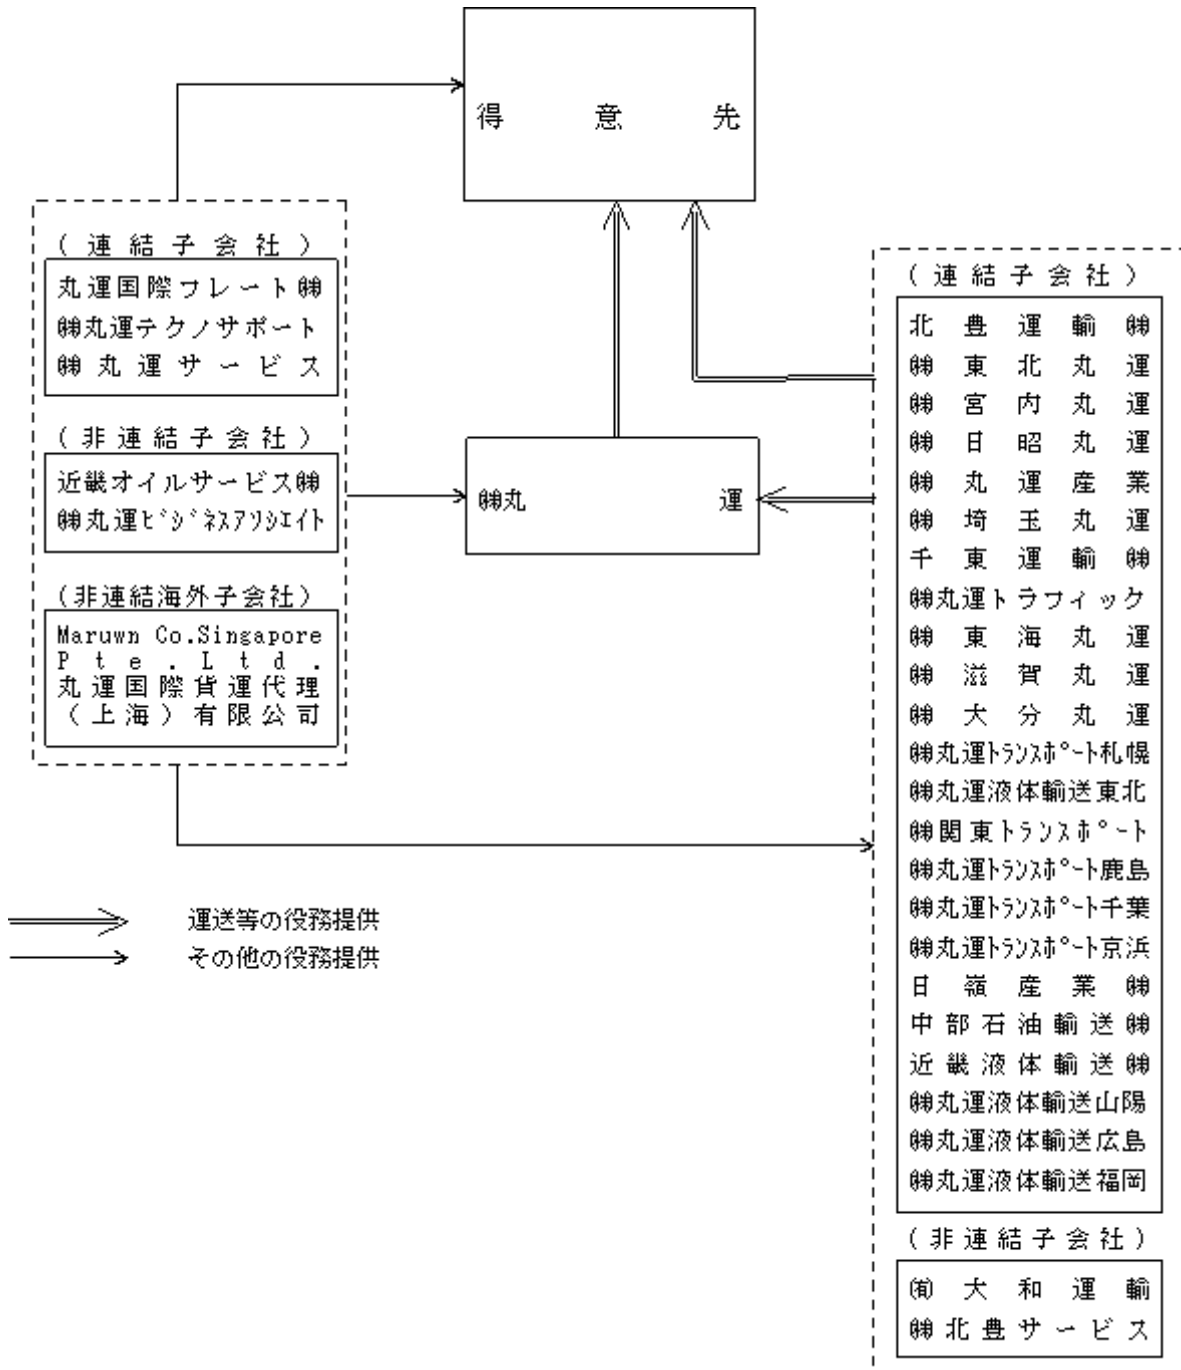 得意先
(連結子会社)
丸運国際フレート㈱
㈱丸運テクノサポート
㈱丸運サービス
(非連結子会社)
近畿オイルサービス㈱
㈱丸運ビジネスアソシエイト
(非連結海外子会社)
Maruwn Co.Singapore
Pte.Ltd.
丸運国際貨運代理
(上海)有限公司
㈱丸運
運送等の役務提供
その他の役務提供
(連結子会社)
北豊運輸㈱
㈱東北丸運
㈱宮内丸運
㈱日昭丸運
㈱丸運産業
㈱埼玉丸運
千東運輸㈱
㈱丸運トラフィック
㈱東海丸運
㈱滋賀丸運
㈱大分丸運
㈱丸運トランスポート札幌
㈱丸運液体輸送東北
㈱関東トランスポート
㈱丸運トランスポート鹿島
㈱丸運トランスポート千葉
㈱丸運トランスポート京浜
日嶺産業㈱
中部石油輸送㈱
近畿液体輸送㈱
㈱丸運液体輸送山陽
㈱丸運液体輸送広島
㈱丸運液体輸送福岡
(非連結子会社)
㈲大和運輸
㈱北豊サービス